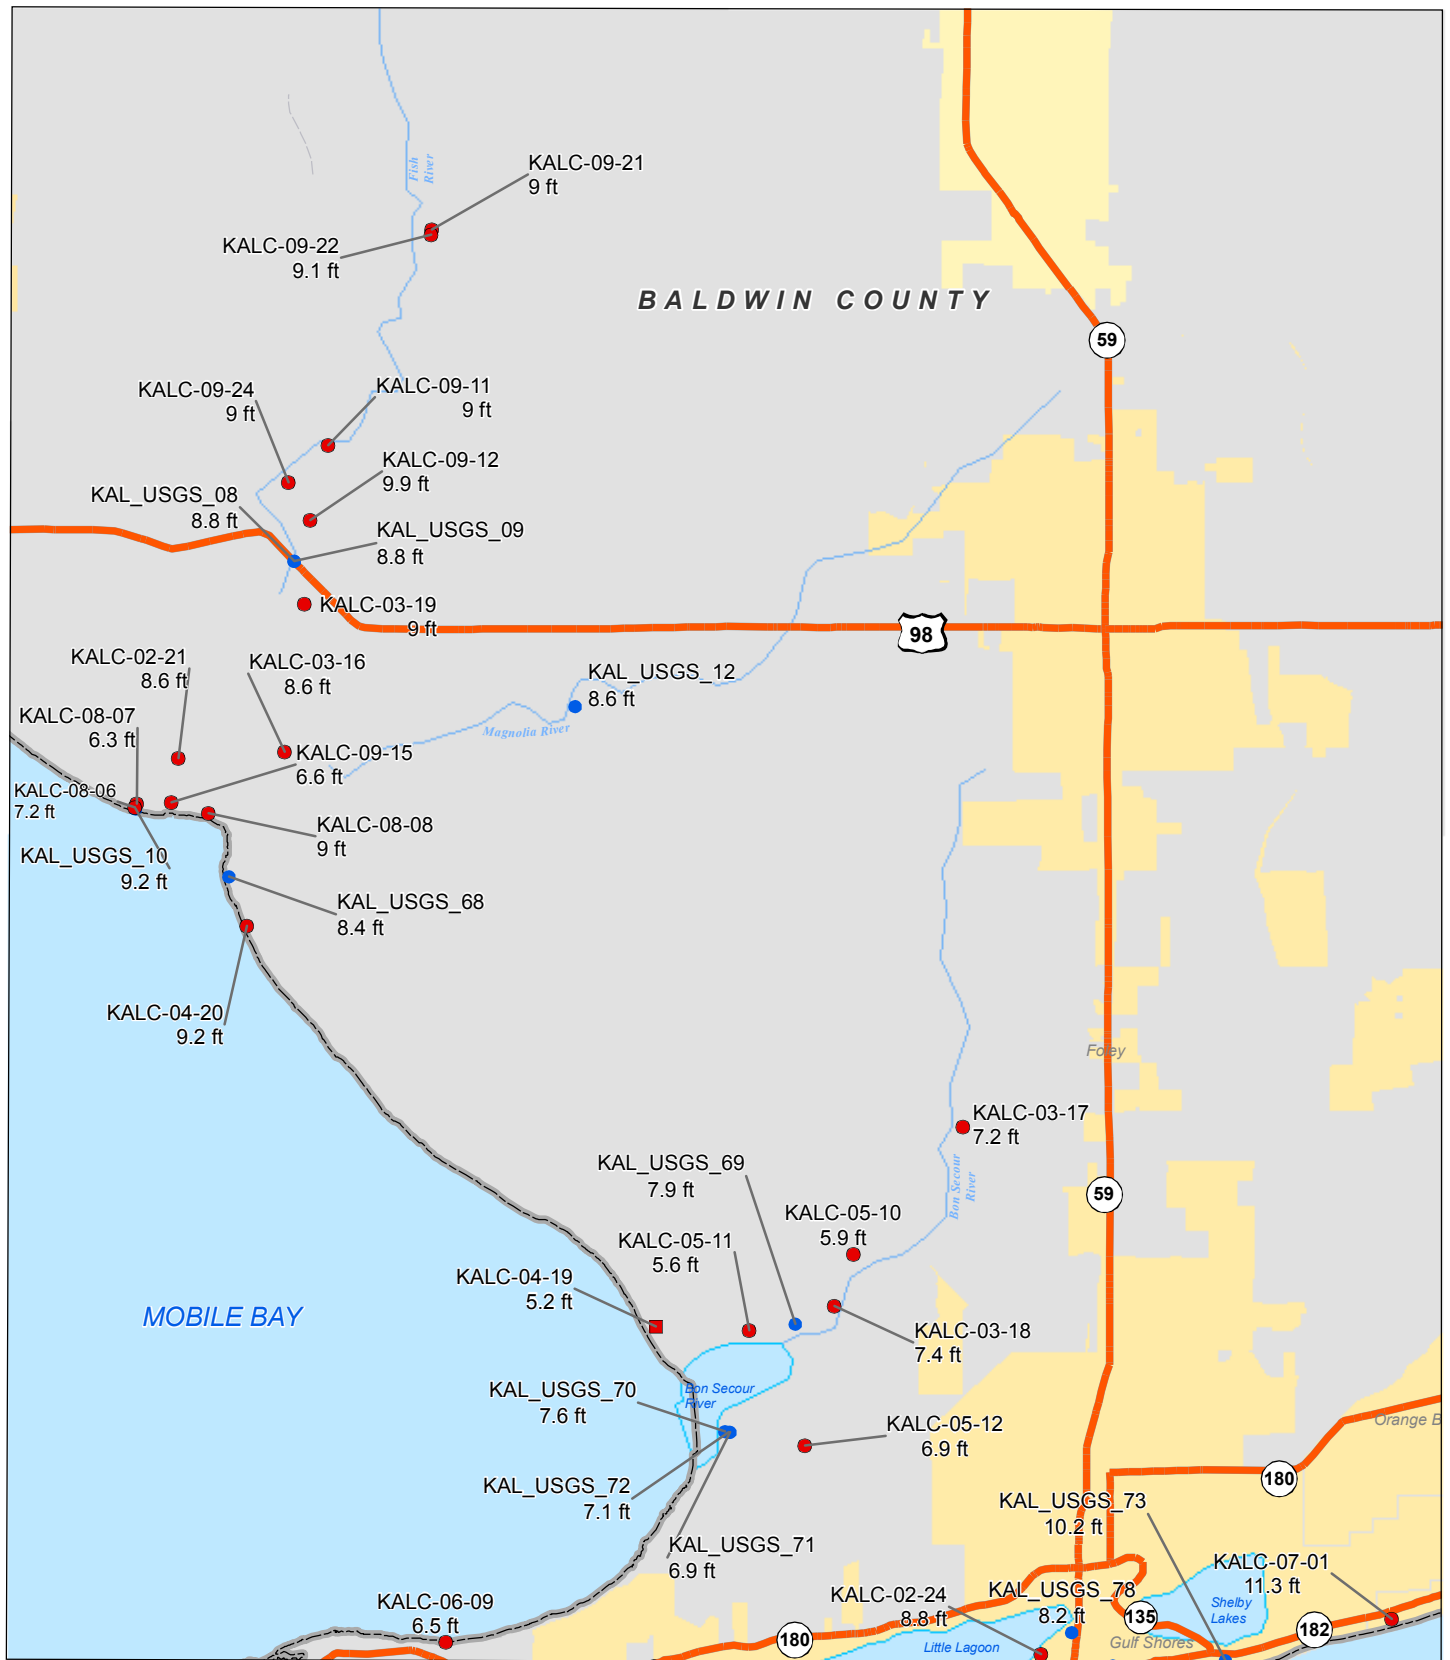 Fish
River
KALC-09-21
9 ft
KALC-09-22
9.1 ft
BALDWIN COUNTY
59
KALC-09-24
9 ft
KALC-09-11
9 ft
KALC-09-12
9.9 ft
KAL_USGS_08
8.8 ft
KAL_USGS_09
8.8 ft
KALC-03-19
9 ft
98
KALC-02-21
8.6 ft
KALC-03-16
8.6 ft
KAL_USGS_12
8.6 ft
KALC-08-07
6.3 ft
Magnolia River
KALC-09-15
6.6 ft
KALC-08-06
7.2 ft
KALC-08-08
9 ft
KAL_USGS_10
9.2 ft
KAL_USGS_68
8.4 ft
KALC-04-20
9.2 ft
Foley
KALC-03-17
7.2 ft
KAL_USGS_69
7.9 ft
Bon Secour
River
59
KALC-05-10
5.9 ft
KALC-05-11
5.6 ft
KALC-04-19
5.2 ft
MOBILE BAY
KALC-03-18
7.4 ft
KAL_USGS_70
7.6 ft
Bon Secour
River
KALC-05-12
6.9 ft
Orange B
KAL_USGS_72
7.1 ft
180
KAL_USGS_73
10.2 ft
KAL_USGS_71
6.9 ft
KALC-07-01
11.3 ft
KALC-06-09
6.5 ft
KALC-02-24
8.8 ft
KAL_USGS_78
8.2 ft
135
Shelby
Lakes
182
180
Little Lagoon
Gulf Shores